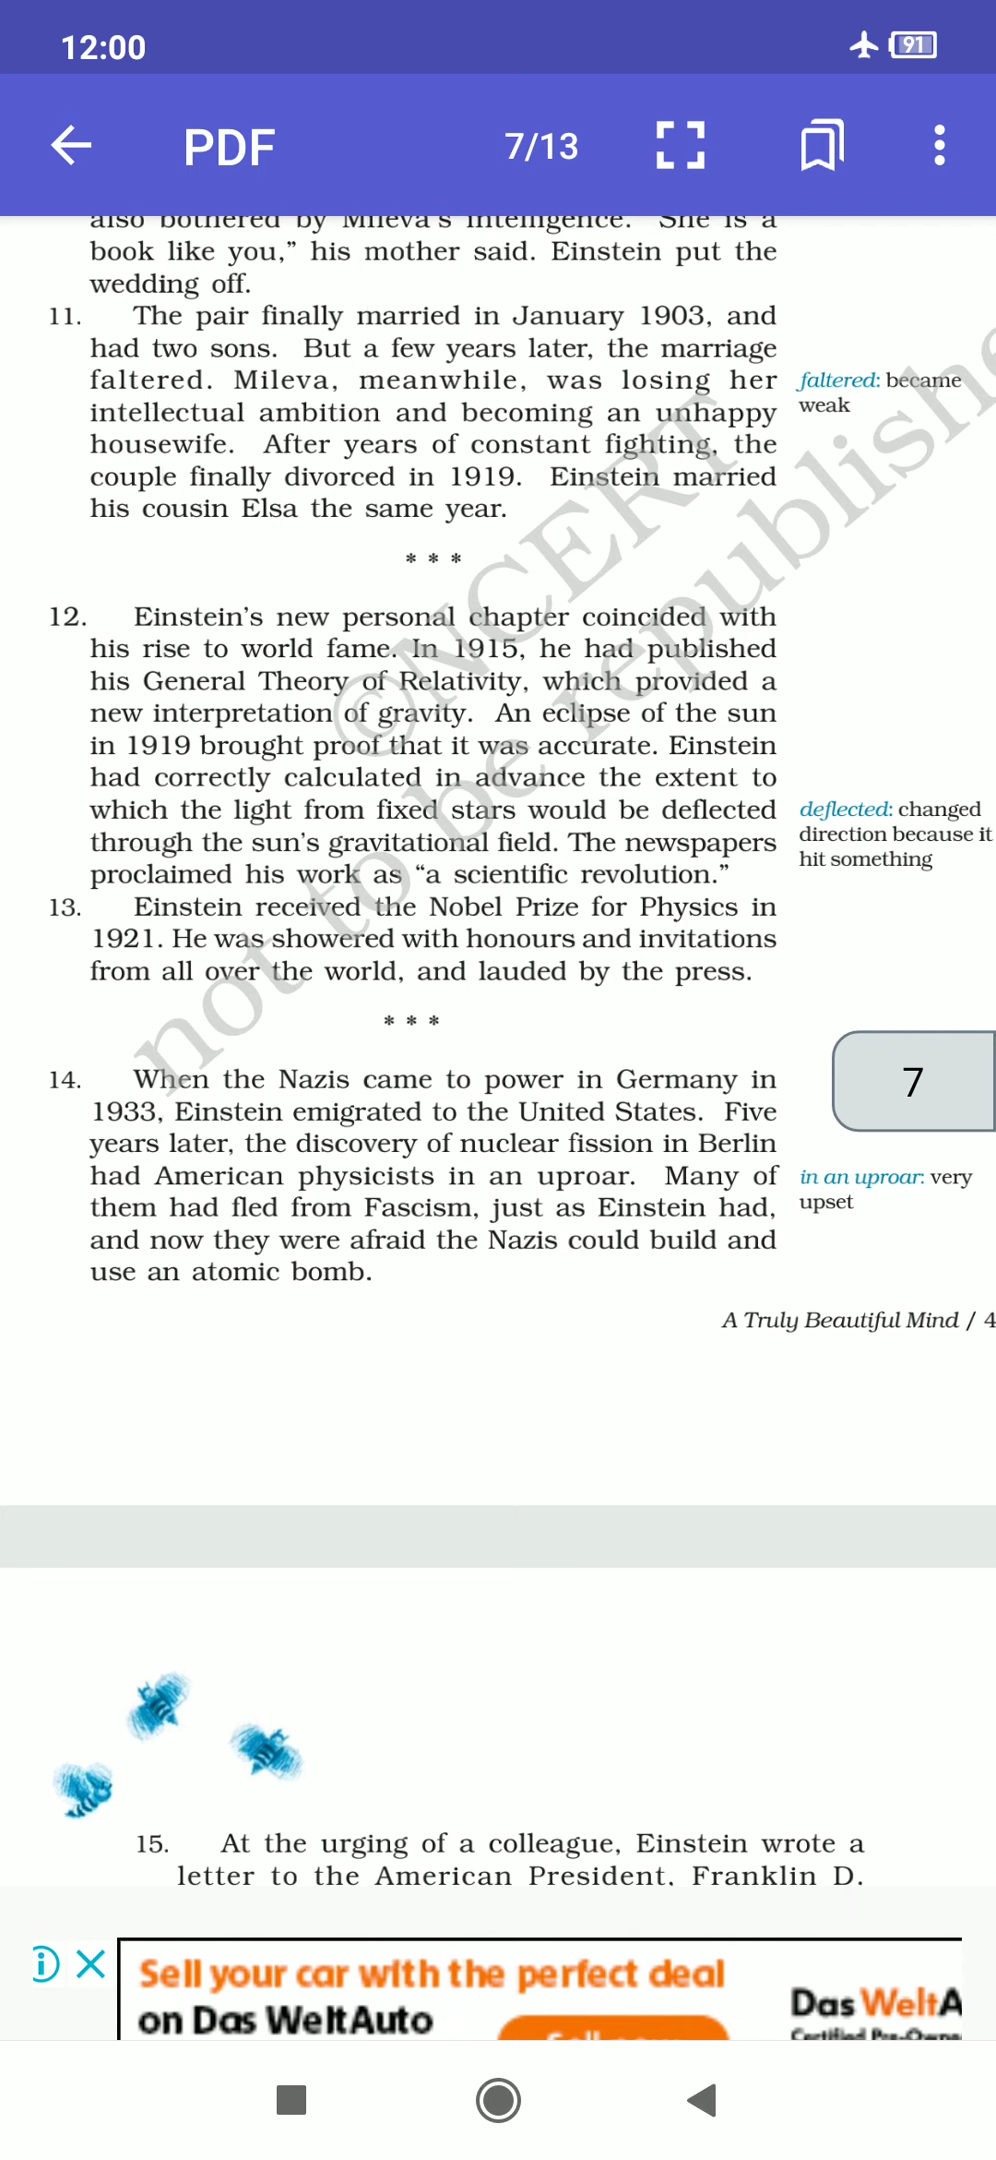 12:00
91
PDF
7/13
also bothered by Mileva's intelligence. “She is a
book like you,” his mother said. Einstein put the
wedding off.
11. The pair finally married in January 1903, and
had two sons. But a few years later, the marriage
faltered. Mileva, meanwhile, was losing her
intellectual ambition and becoming an unhappy
housewife. After years of constant fighting, the
couple finally divorced in 1919. Einstein married
his cousin Elsa the same year.
faltered: became
weak
* * *
12. Einstein’s new personal chapter coincided with
his rise to world fame. In 1915, he had published
his General Theory of Relativity, which provided a
new interpretation of gravity. An eclipse of the sun
in 1919 brought proof that it was accurate. Einstein
had correctly calculated in advance the extent to
which the light from fixed stars would be deflected
through the sun’s gravitational field. The newspapers
proclaimed his work as “a scientific revolution.”
deflected: changed
direction because it
hit something
13. Einstein received the Nobel Prize for Physics in
1921. He was showered with honours and invitations
from all over the world, and lauded by the press.
* * *
14. When the Nazis came to power in Germany in
1933, Einstein emigrated to the United States. Five
years later, the discovery of nuclear fission in Berlin
had American physicists in an uproar. Many of
them had fled from Fascism, just as Einstein had,
and now they were afraid the Nazis could build and
use an atomic bomb.
7
in an uproar: very
upset
A Truly Beautiful Mind / 4
©NCERT
not to be republishe
15. At the urging of a colleague, Einstein wrote a
letter to the American President, Franklin D.
Sell your car with the perfect deal
on Das WeltAuto
Das WeltA